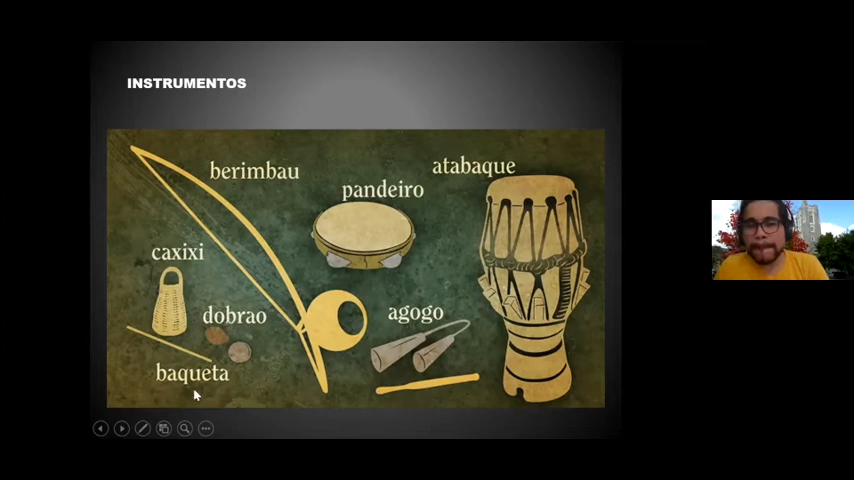 INSTRUMENTOS
berimbau
atabaque
pandeiro
caxixi
dobrao
agogo
baqueta